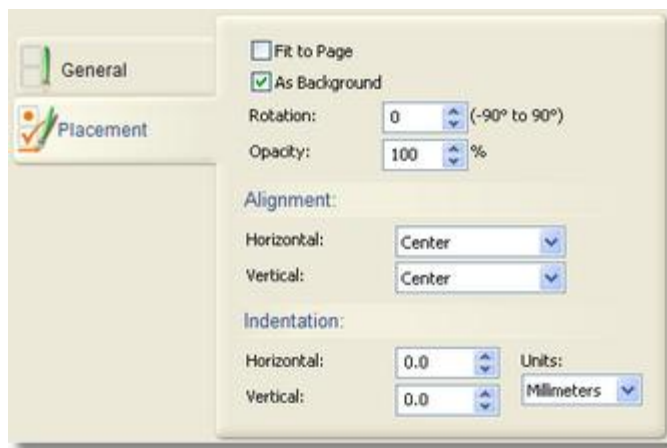 General
Placement
Fit to Page
As Background
Rotation: 0 (-90° to 90°)
Opacity: 100 %
Alignment:
Horizontal: Center
Vertical: Center
Indentation:
Horizontal: 0.0 Units:
Vertical: 0.0 Millimeters